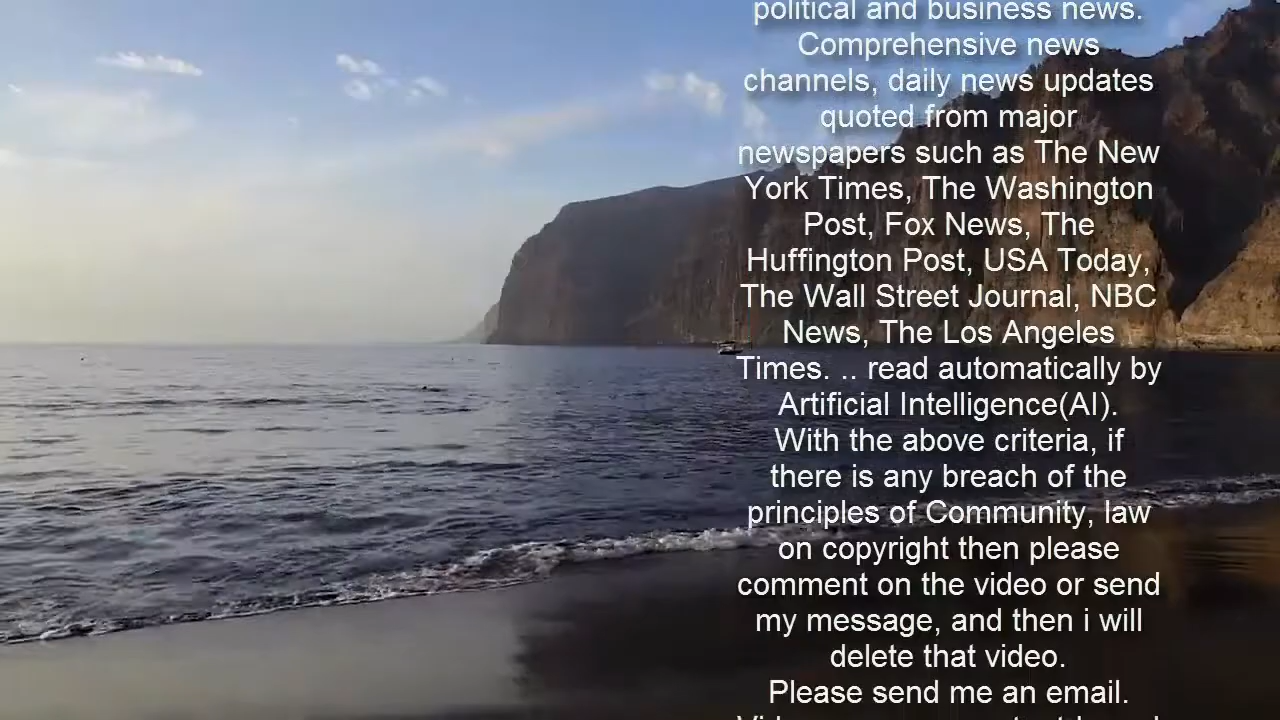 political and business news.
Comprehensive news
channels, daily news updates
quoted from major
newspapers such as The New
York Times, The Washington
Post, Fox News, The
Huffington Post, USA Today,
The Wall Street Journal, NBC
News, The Los Angeles
Times. .. read automatically by
Artificial Intelligence(AI).
With the above criteria, if
there is any breach of the
principles of Community, law
on copyright then please
comment on the video or send
my message, and then i will
delete that video.
Please send me an email.